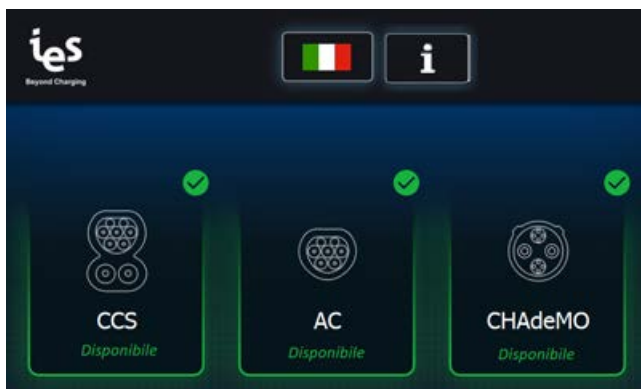 ies
Beyond Charging
i
CCS
Disponibile
AC
Disponibile
CHAdeMO
Disponibile